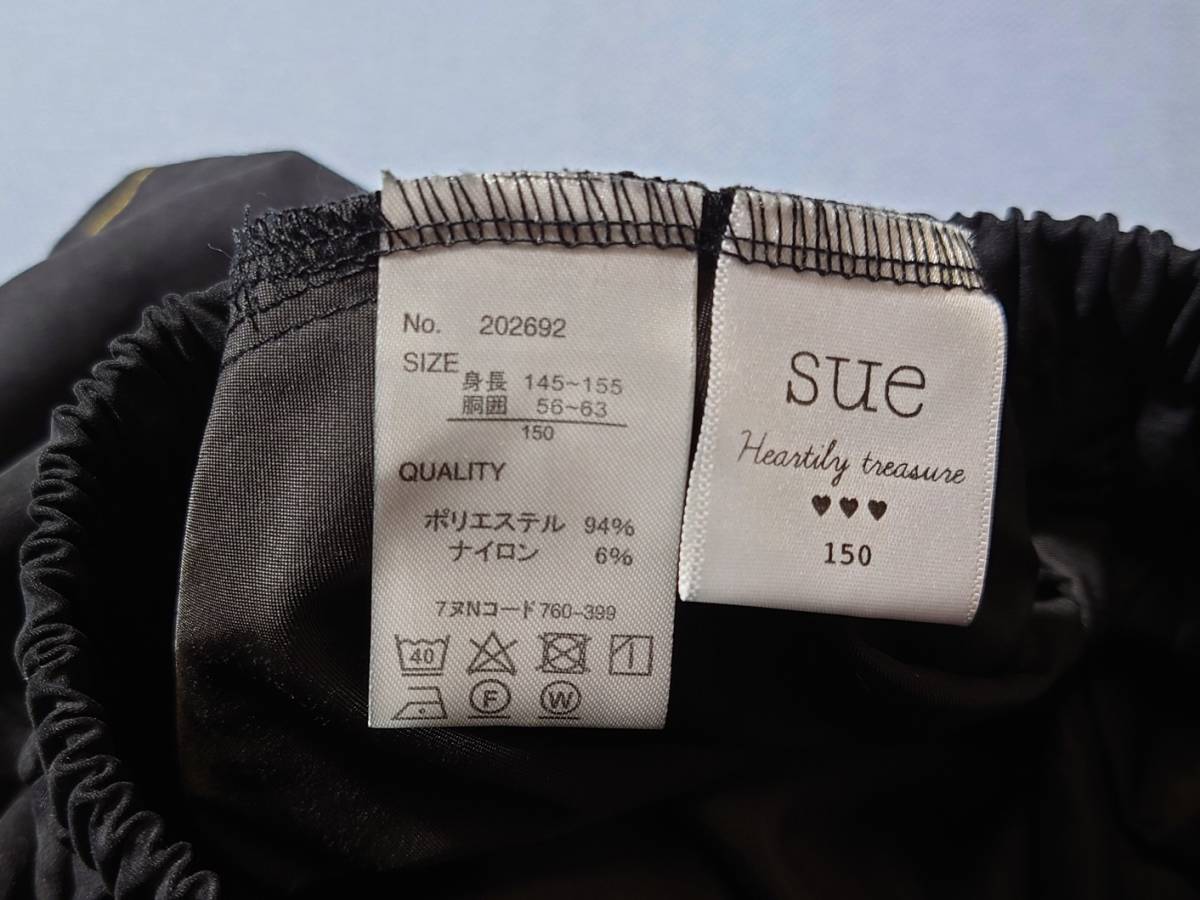 No. 202692
SIZE
身長 145~155
胴囲 56~63
150
QUALITY
ポリエステル 94%
ナイロン 6%
7ヌNコード760-399
40
F W
sue
Heartily treasure
♥♥♥
150